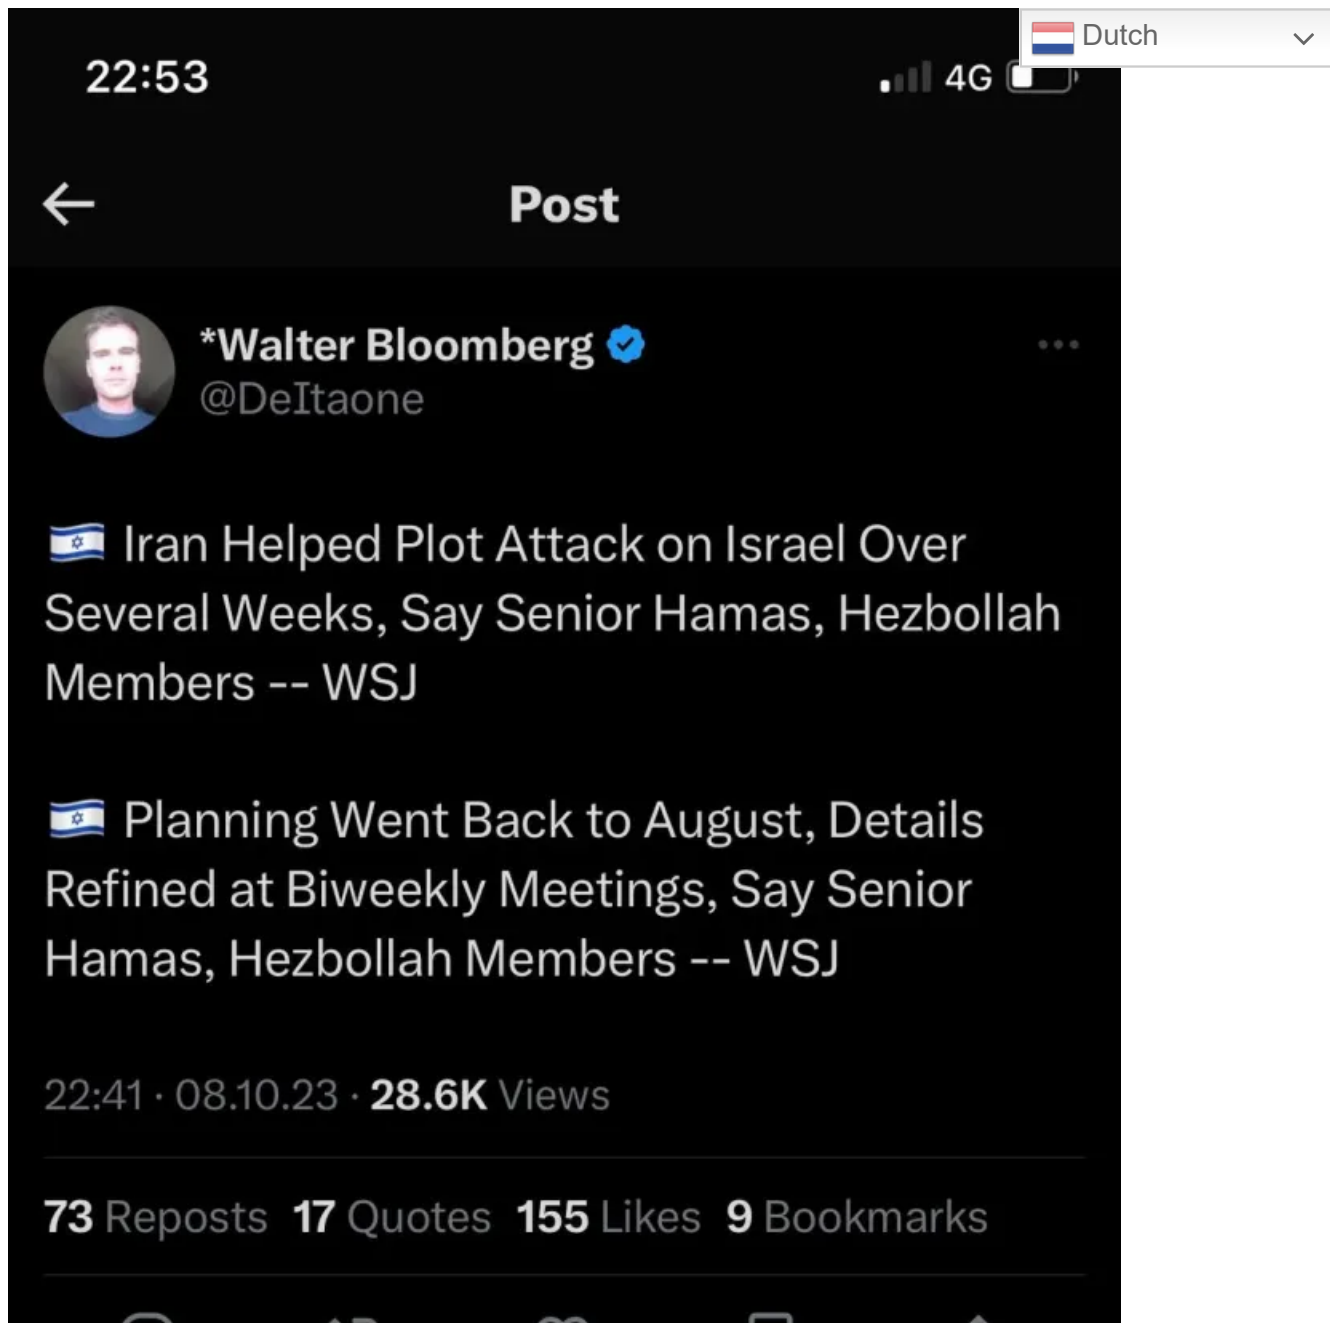 Dutch
22:53
4G
Post
*Walter Bloomberg
@DeItaone
🇮🇱 Iran Helped Plot Attack on Israel Over
Several Weeks, Say Senior Hamas, Hezbollah
Members -- WSJ
🇮🇱 Planning Went Back to August, Details
Refined at Biweekly Meetings, Say Senior
Hamas, Hezbollah Members -- WSJ
22:41 · 08.10.23 · 28.6K Views
73 Reposts 17 Quotes 155 Likes 9 Bookmarks